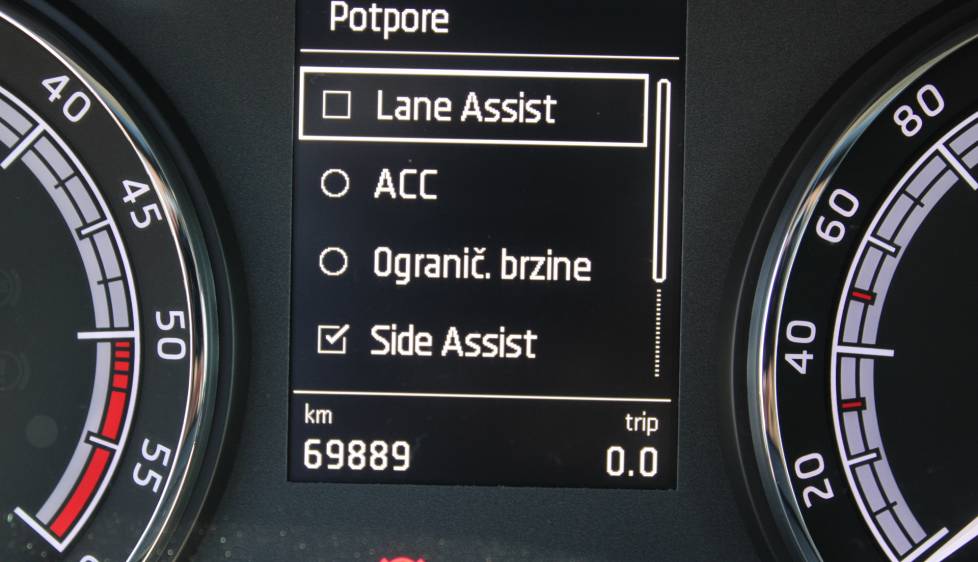 Potpore
Lane Assist
ACC
Ogranič. brzine
Side Assist
km
trip
69889
0.0
40
45
50
55
80
60
40
20